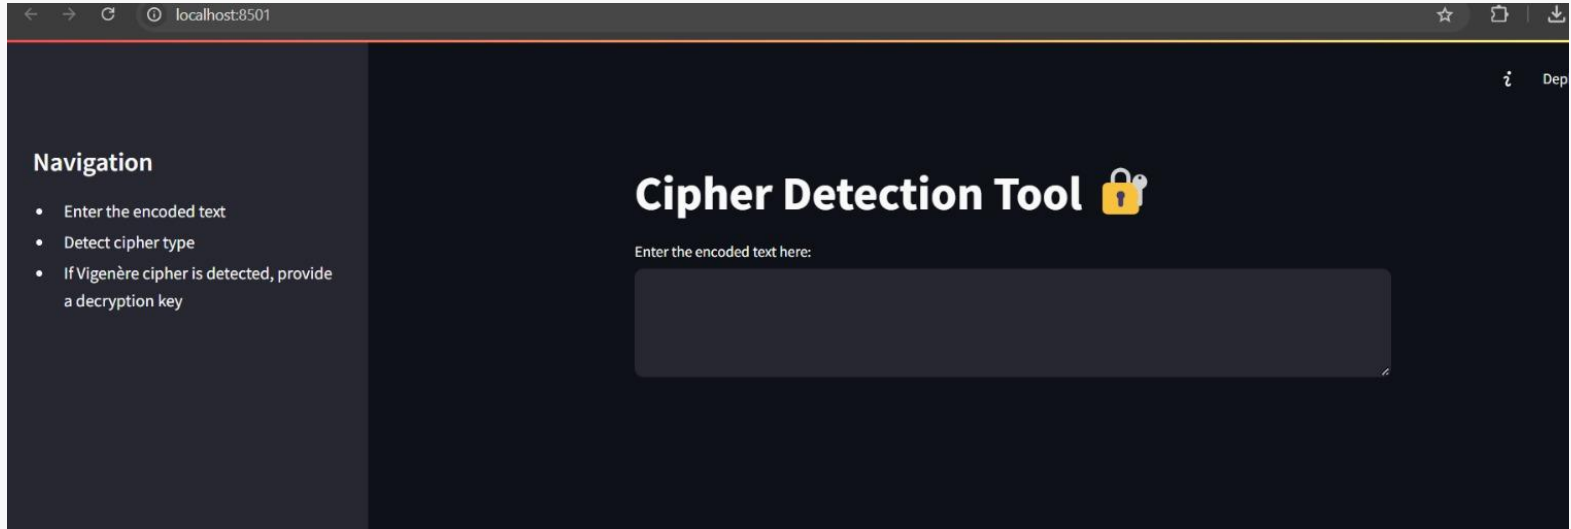 localhost:8501
Dep
Navigation
Enter the encoded text
Detect cipher type
If Vigenère cipher is detected, provide
a decryption key
Cipher Detection Tool
Enter the encoded text here: